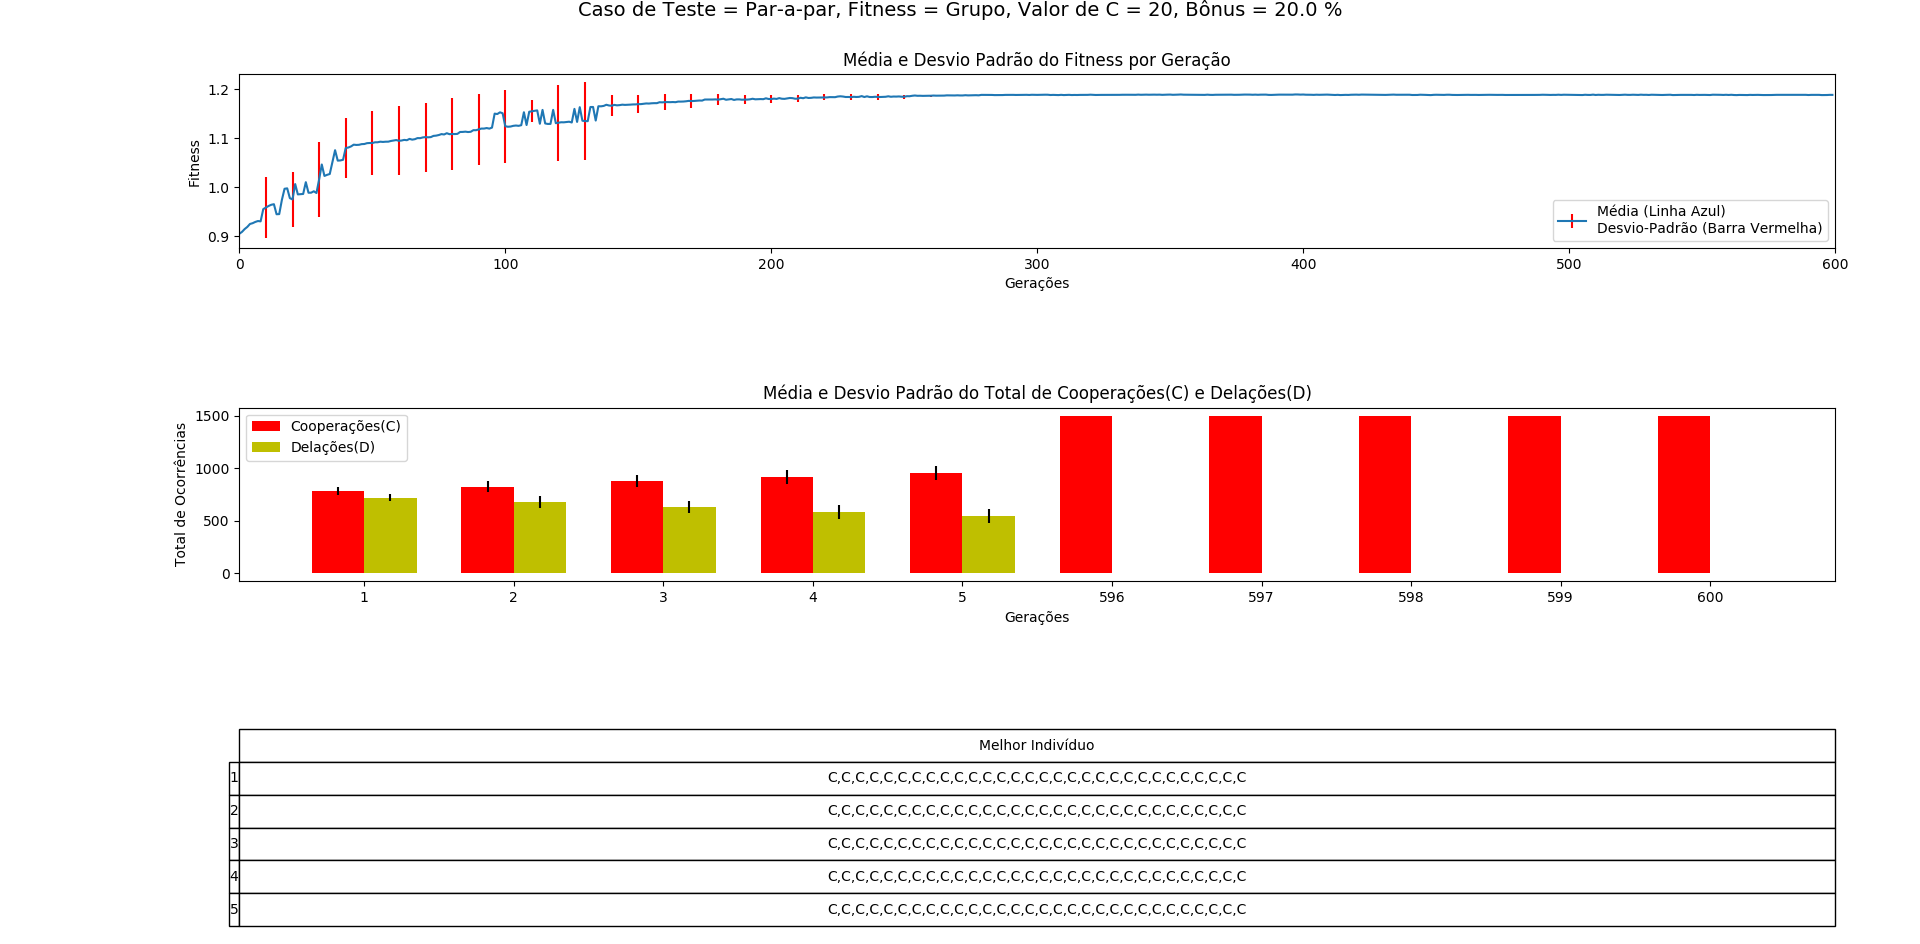 Caso de Teste = Par-a-par, Fitness = Grupo, Valor de C = 20, Bônus = 20.0 %
Média e Desvio Padrão do Fitness por Geração
1.2
1.1
1.0
0.9
Fitness
Média (Linha Azul)
Desvio-Padrão (Barra Vermelha)
0 100 200 300 400 500 600
Gerações
Média e Desvio Padrão do Total de Cooperações(C) e Delações(D)
1500
1000
500
0
Total de Ocorrências
Cooperações(C)
Delações(D)
1 2 3 4 5 596 597 598 599 600
Gerações
Melhor Indivíduo
1 C,C,C,C,C,C,C,C,C,C,C,C,C,C,C,C,C,C,C,C,C,C,C,C,C,C,C,C,C,C
2 C,C,C,C,C,C,C,C,C,C,C,C,C,C,C,C,C,C,C,C,C,C,C,C,C,C,C,C,C,C
3 C,C,C,C,C,C,C,C,C,C,C,C,C,C,C,C,C,C,C,C,C,C,C,C,C,C,C,C,C,C
4 C,C,C,C,C,C,C,C,C,C,C,C,C,C,C,C,C,C,C,C,C,C,C,C,C,C,C,C,C,C
5 C,C,C,C,C,C,C,C,C,C,C,C,C,C,C,C,C,C,C,C,C,C,C,C,C,C,C,C,C,C